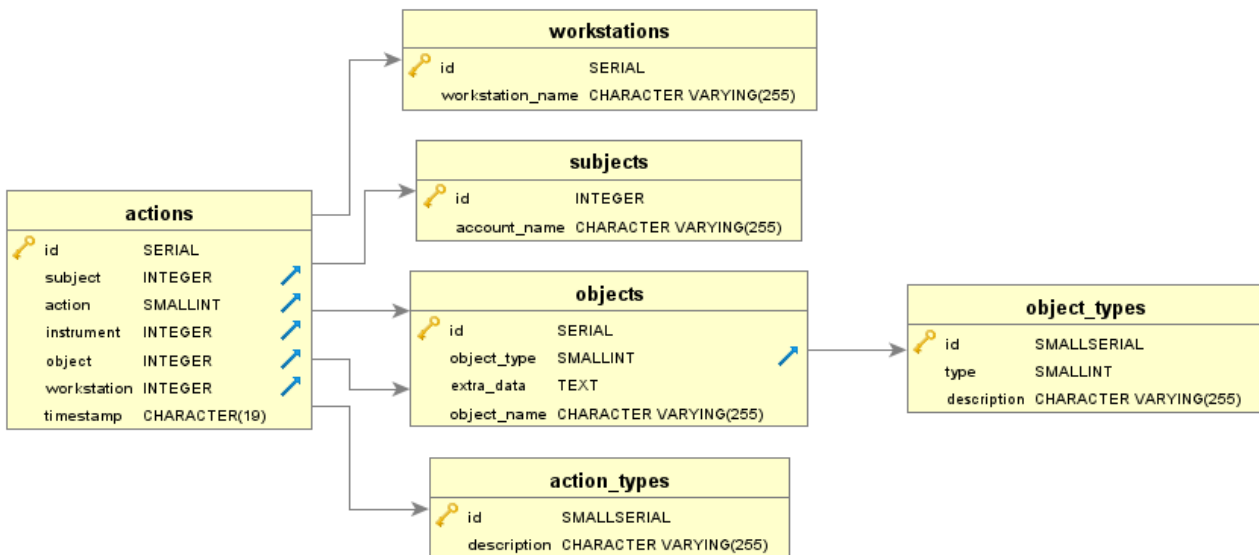 workstations
id SERIAL
workstation_name CHARACTER VARYING(255)
subjects
id INTEGER
account_name CHARACTER VARYING(255)
actions
id SERIAL
subject INTEGER
action SMALLINT
instrument INTEGER
object INTEGER
workstation INTEGER
timestamp CHARACTER(19)
objects
id SERIAL
object_type SMALLINT
extra_data TEXT
object_name CHARACTER VARYING(255)
object_types
id SMALLSERIAL
type SMALLINT
description CHARACTER VARYING(255)
action_types
id SMALLSERIAL
description CHARACTER VARYING(255)